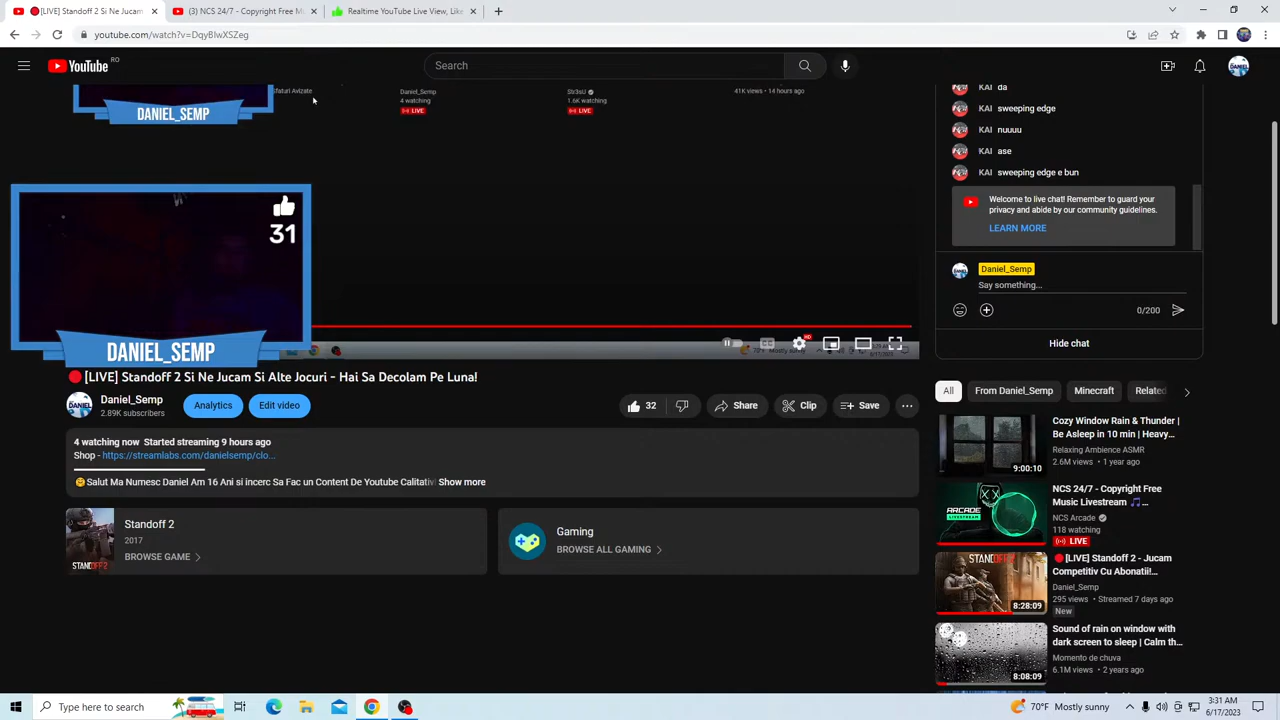 [LIVE] Standoff 2 Si Ne Jucam
(3) NCS 24/7 - Copyright Free M
Realtime YouTube Live View, Like
youtube.com/watch?v=DqyBIwXSZeg
YouTube RO
Search
DANIEL
sfaturi Avizate
Daniel_Semp
4 watching
LIVE
Str3sU
1.6K watching
LIVE
41K views • 14 hours ago
DANIEL_SEMP
31
DANIEL_SEMP
KAI da
KAI sweeping edge
KAI nuuuu
KAI ase
KAI sweeping edge e bun
Welcome to live chat! Remember to guard your
privacy and abide by our community guidelines.
LEARN MORE
Daniel_Semp
Say something...
0/200
Hide chat
HD
[LIVE] Standoff 2 Si Ne Jucam Si Alte Jocuri - Hai Sa Decolam Pe Luna!
Daniel_Semp
2.89K subscribers
Analytics
Edit video
32
Share
Clip
Save
4 watching now Started streaming 9 hours ago
Shop - https://streamlabs.com/danielsemp/clo...
Salut Ma Numesc Daniel Am 16 Ani si incerc Sa Fac un Content De Youtube Calitativ! Show more
STANDOFF2
Standoff 2
2017
BROWSE GAME
Gaming
BROWSE ALL GAMING
All
From Daniel_Semp
Minecraft
Related
9:00:10
Cozy Window Rain & Thunder |
Be Asleep in 10 min | Heavy...
Relaxing Ambience ASMR
2.6M views • 1 year ago
ARCADE
LIVESTREAM
NCS 24/7 - Copyright Free
Music Livestream
NCS Arcade
118 watching
LIVE
STANDOFF2
8:28:09
[LIVE] Standoff 2 - Jucam
Competitiv Cu Abonatii!...
Daniel_Semp
295 views • Streamed 7 days ago
New
8:08:09
Sound of rain on window with
dark screen to sleep | Calm th...
Momento de chuva
6.1M views • 2 years ago
Type here to search
70°F Mostly sunny
3:31 AM
6/17/2023